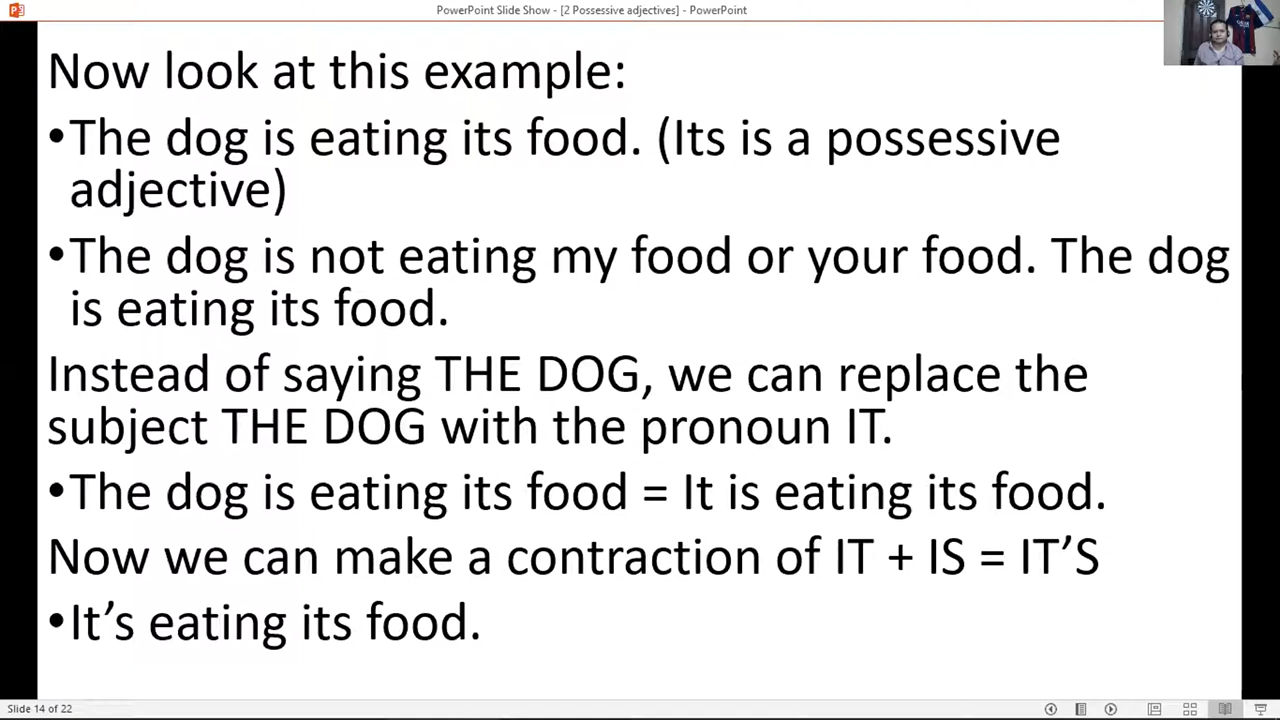 PowerPoint Slide Show - [2 Possessive adjectives] - PowerPoint
Now look at this example:
•The dog is eating its food. (Its is a possessive
adjective)
•The dog is not eating my food or your food. The dog
is eating its food.
Instead of saying THE DOG, we can replace the
subject THE DOG with the pronoun IT.
•The dog is eating its food = It is eating its food.
Now we can make a contraction of IT + IS = IT’S
•It’s eating its food.
Slide 14 of 22